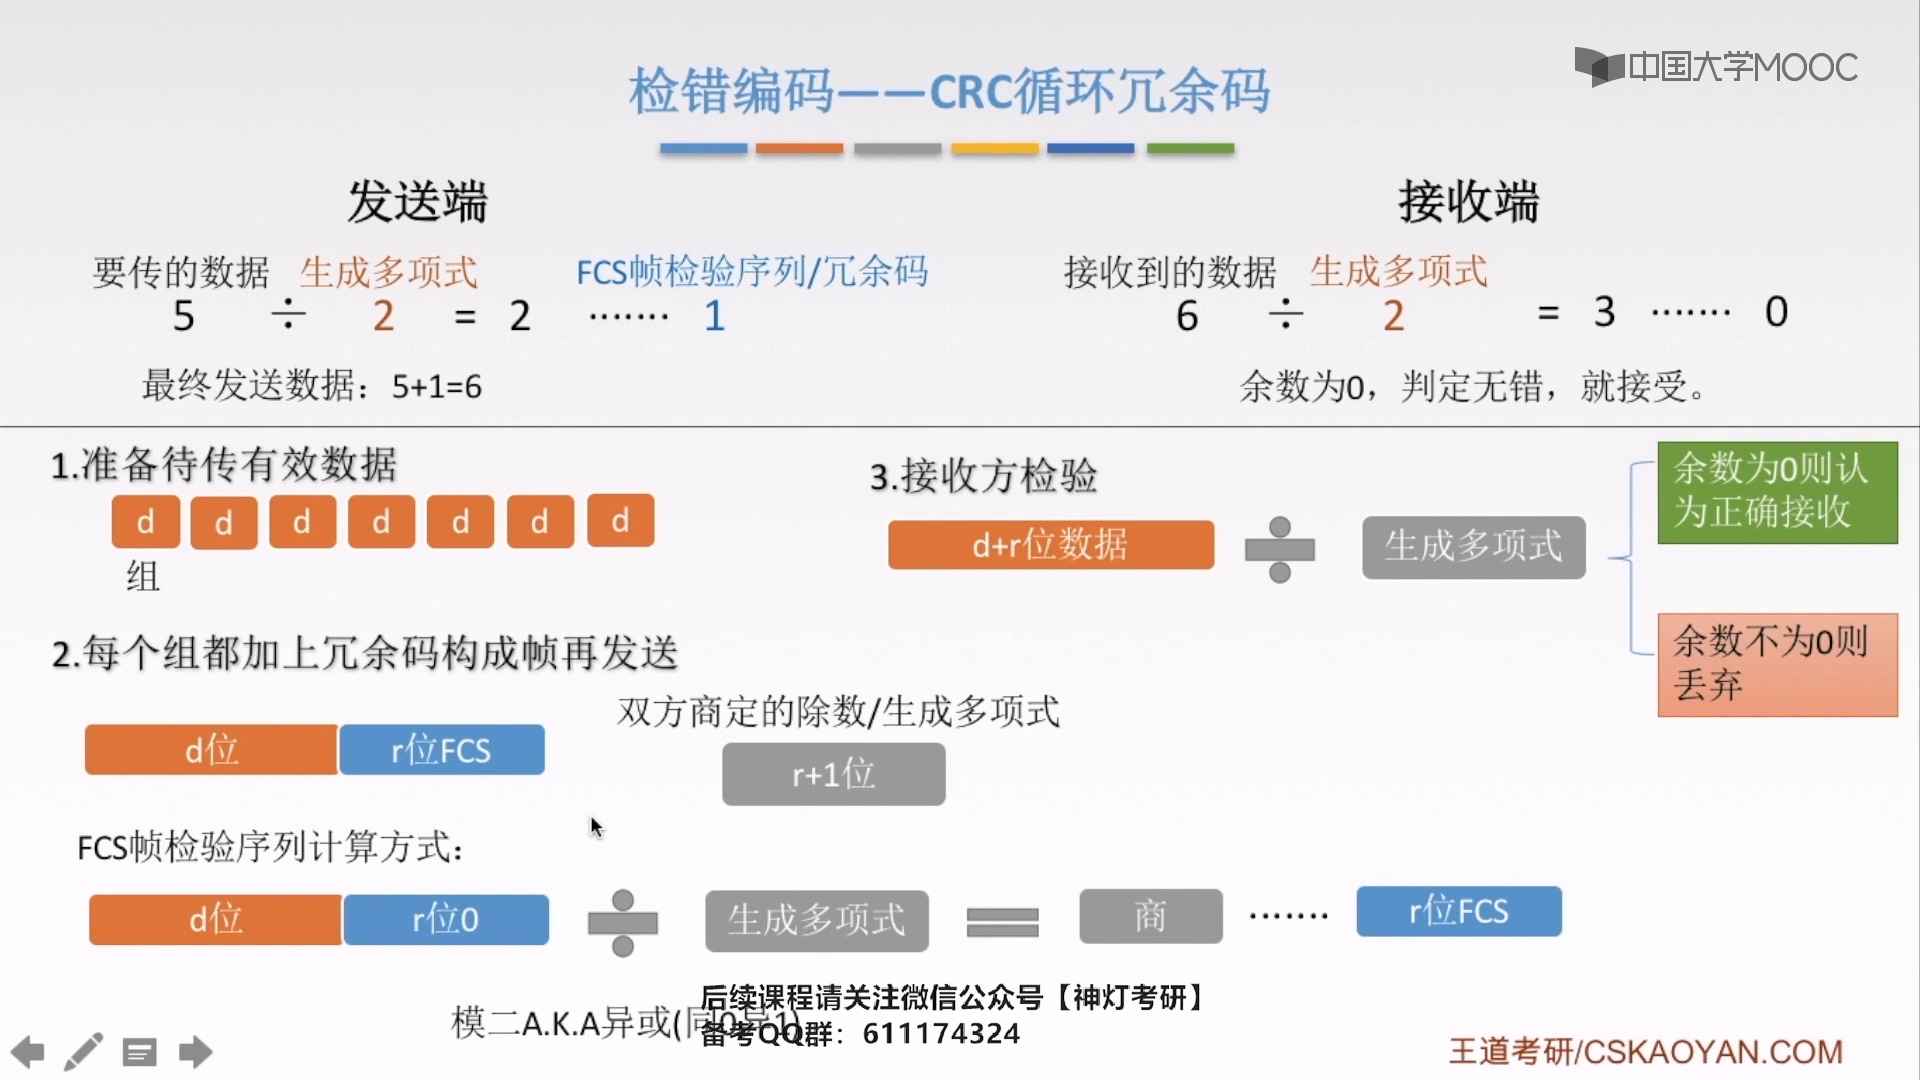 中国大学MOOC
检错编码——CRC循环冗余码
发送端
要传的数据 生成多项式 FCS帧检验序列/冗余码
5 ÷ 2 = 2 ······· 1
最终发送数据：5+1=6
接收端
接收到的数据 生成多项式
6 ÷ 2 = 3 ······· 0
余数为0，判定无错，就接受。
1.准备待传有效数据
d d d d d d d
组
2.每个组都加上冗余码构成帧再发送
d位 r位FCS
双方商定的除数/生成多项式
r+1位
FCS帧检验序列计算方式：
d位 r位0 ÷ 生成多项式 = 商 ······· r位FCS
模二A.K.A异或(同0异1)
3.接收方检验
d+r位数据 ÷ 生成多项式
余数为0则认
为正确接收
余数不为0则
丢弃
后续课程请关注微信公众号【神灯考研】
备考QQ群：611174324
王道考研/CSKAOYAN.COM